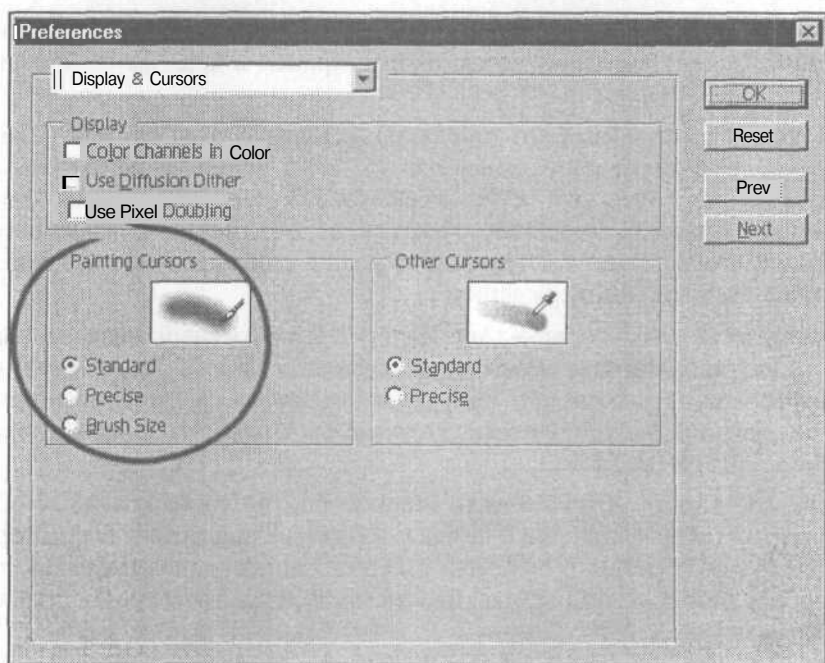 Preferences
Display & Cursors
OK
Display
Color Channels in Color
Reset
Use Diffusion Dither
Prev
Use Pixel Doubling
Next
Painting Cursors
Other Cursors
Standard
Precise
Brush Size
Standard
Precise